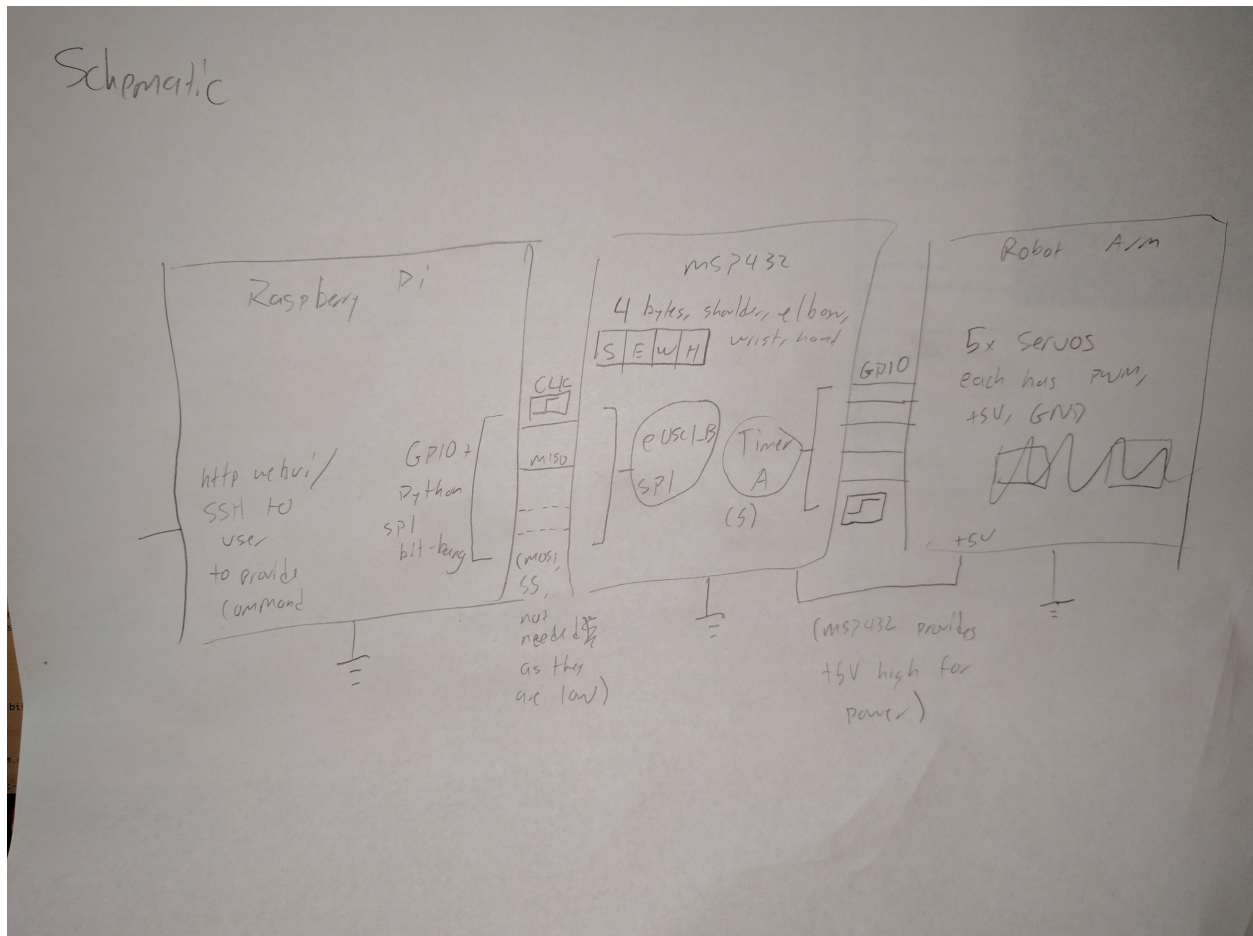 Schematic
Raspberry Pi
http webui/
SSH to
user
to provide
command
GPIO +
Python
SPI
bit-bang
CLK
MISO
(MOSI,
SS,
not
needed
as they
are low)
MSP432
4 bytes, sholder, elbow,
wrist, hand
S E W H
eUSCI_B
SPI
Timer
A
(5)
GPIO
Robot Arm
5x Servos
each has PWM,
+5V, GND
+5V
(MSP432 provides
+5V high for
power)